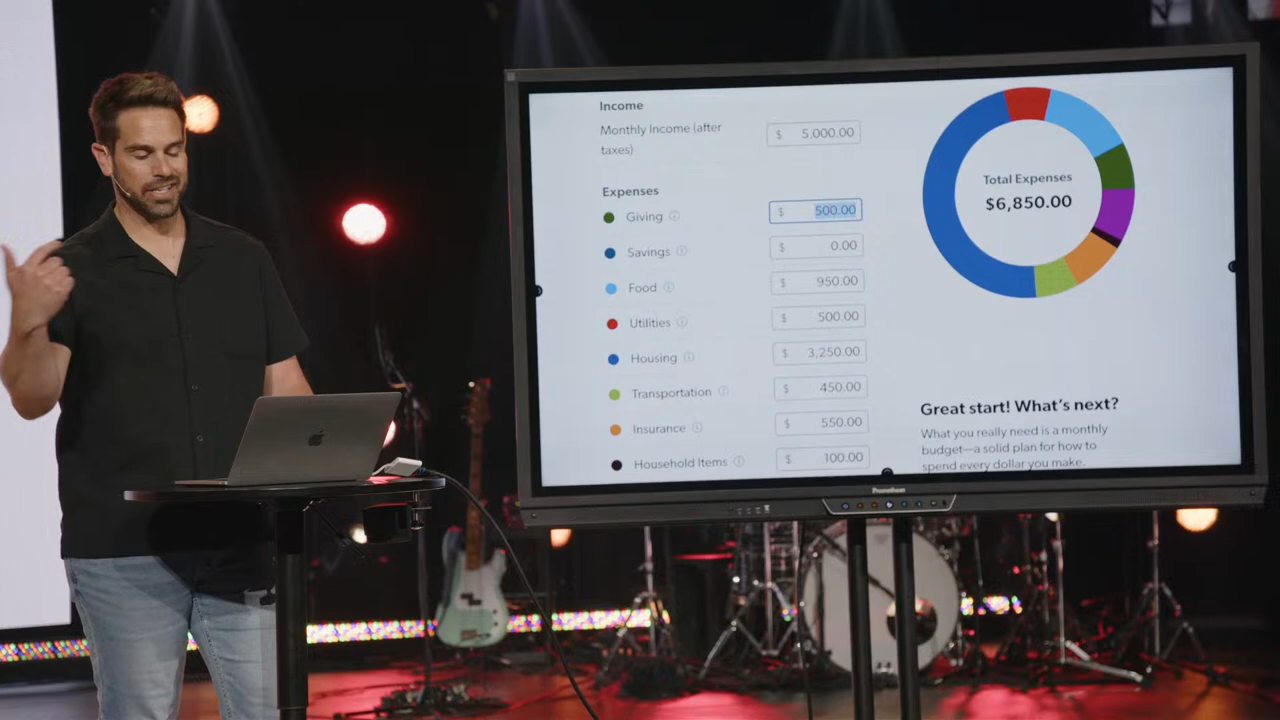 Income
Monthly Income (after
taxes)
$ 5,000.00
Expenses
Giving
$ 500.00
Savings
$ 0.00
Food
$ 950.00
Utilities
$ 500.00
Housing
$ 3,250.00
Transportation
$ 450.00
Insurance
$ 550.00
Household Items
$ 100.00
Total Expenses
$6,850.00
Great start! What's next?
What you really need is a monthly
budget—a solid plan for how to
spend every dollar you make.
Promethean